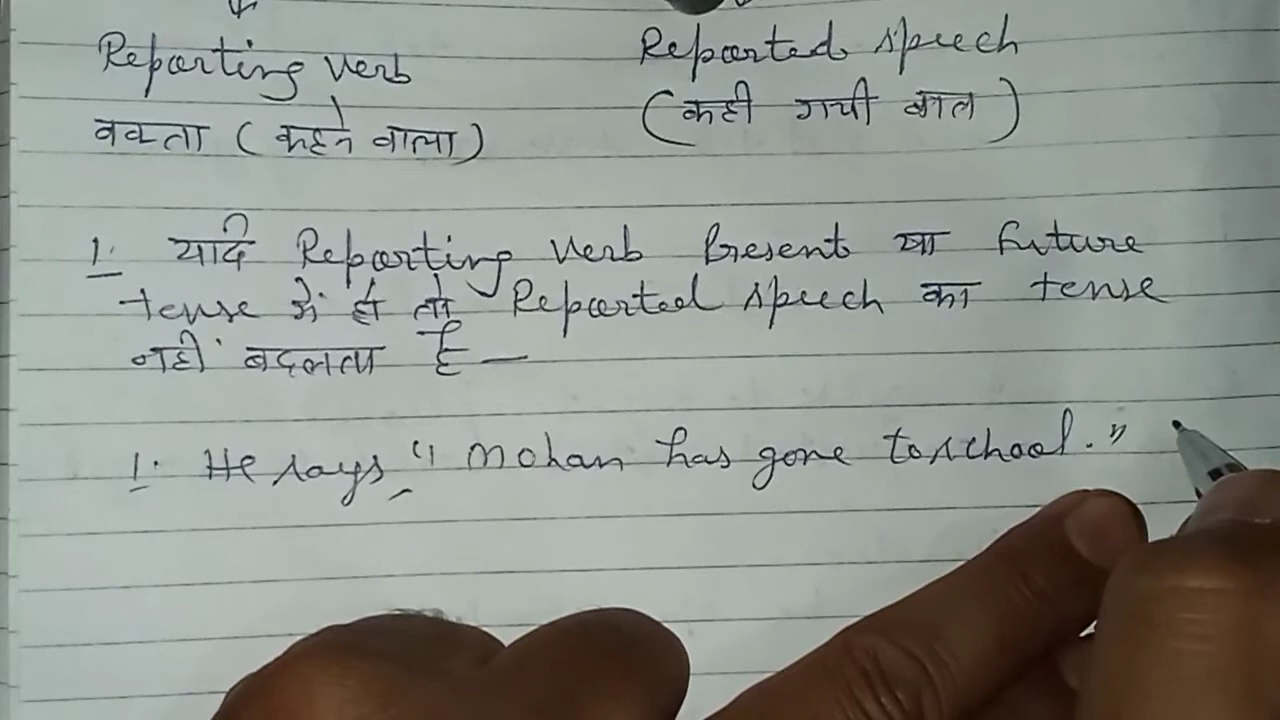 Reporting Verb Reported speech
वक्ता ( कहने वाला ) ( कही गयी बात )
1. यदि Reporting Verb Present या future
tense में हो तो Reported speech का tense
नहीं बदलता है —
1. He says, " Mohan has gone to school. "